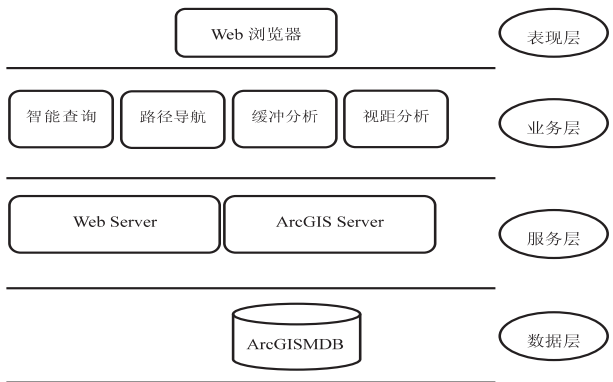 Web 浏览器
表现层
智能查询
路径导航
缓冲分析
视距分析
业务层
Web Server
ArcGIS Server
服务层
ArcGISMDB
数据层